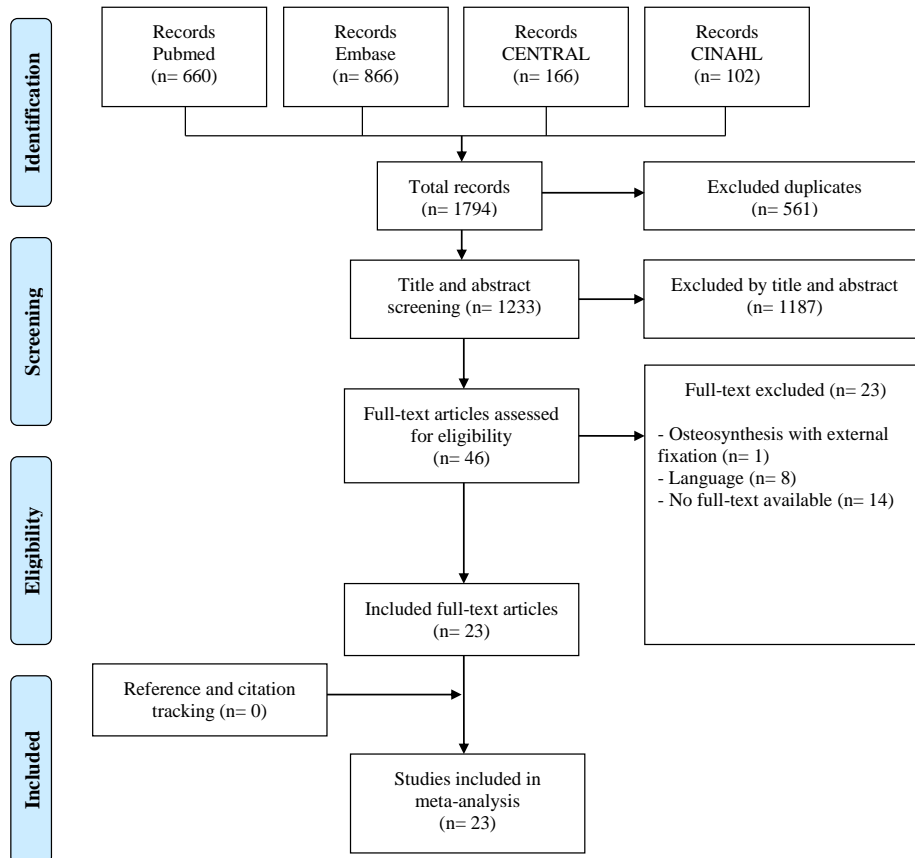 Identification
Records
Pubmed
(n= 660)
Records
Embase
(n= 866)
Records
CENTRAL
(n= 166)
Records
CINAHL
(n= 102)
Total records
(n= 1794)
Excluded duplicates
(n= 561)
Screening
Title and abstract
screening (n= 1233)
Excluded by title and abstract
(n= 1187)
Full-text articles assessed
for eligibility
(n= 46)
Full-text excluded (n= 23)
- Osteosynthesis with external
fixation (n= 1)
- Language (n= 8)
- No full-text available (n= 14)
Eligibility
Included full-text articles
(n= 23)
Included
Reference and citation
tracking (n= 0)
Studies included in
meta-analysis
(n= 23)